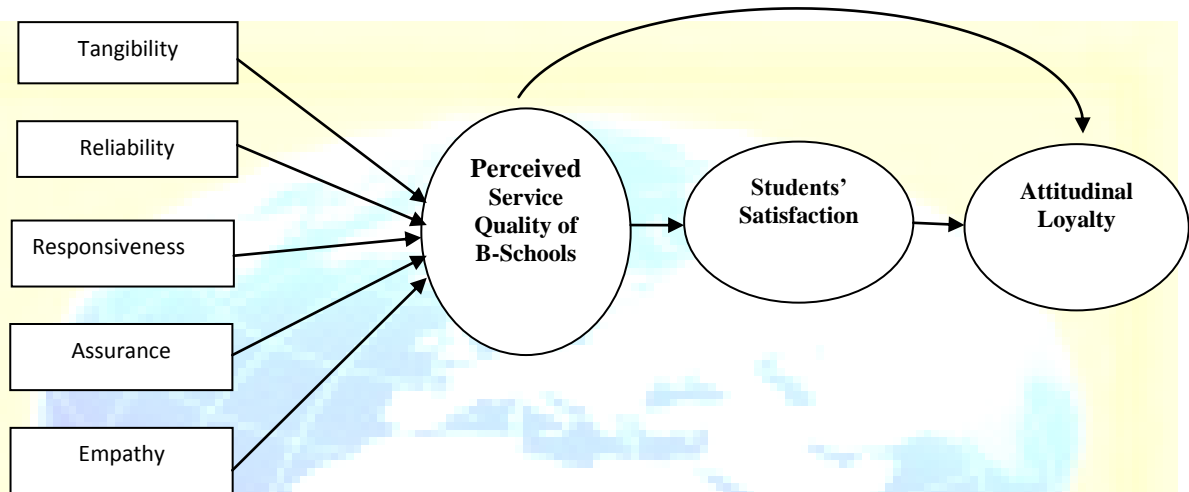 Tangibility
Reliability
Responsiveness
Assurance
Empathy
Perceived
Service
Quality of
B-Schools
Students’
Satisfaction
Attitudinal
Loyalty